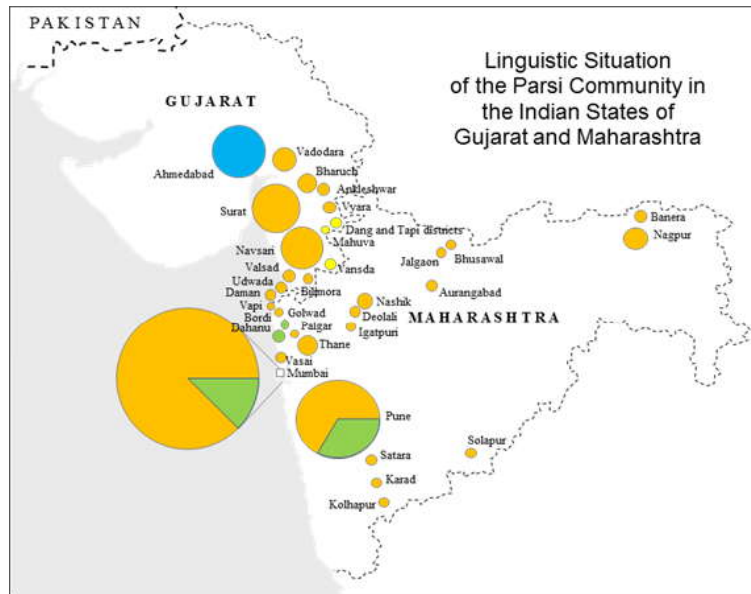 PAKISTAN
Linguistic Situation
of the Parsi Community in
the Indian States of
Gujarat and Maharashtra
GUJARAT
Vadodara
Ahmedabad
Bharuch
Ankleshwar
Surat
Vyara
Banera
Dang and Tapi districts
Mahuva
Nagpur
Navsari
Bhusawal
Jalgaon
Valsad
Vansda
Udwada
Bilimora
Aurangabad
Daman
Nashik
Vapi
Golwad
Deolali
Bordi
MAHARASHTRA
Dahanu
Palgar
Igatpuri
Thane
Vasai
Mumbai
Pune
Solapur
Satara
Karad
Kolhapur